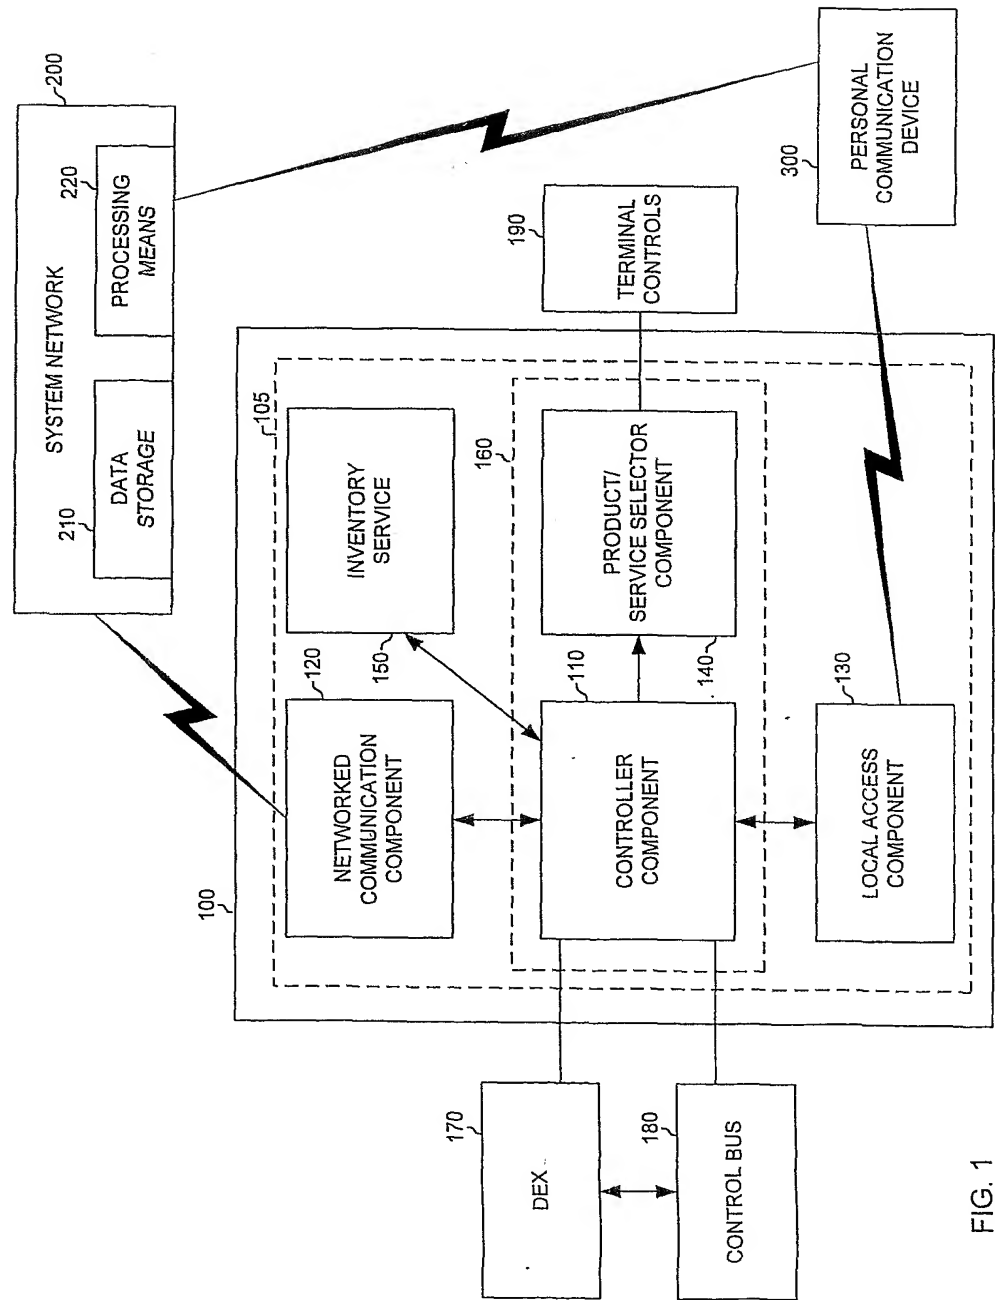 200
SYSTEM NETWORK
210
DATA
STORAGE
220
PROCESSING
MEANS
100
105
120
NETWORKED
COMMUNICATION
COMPONENT
150
INVENTORY
SERVICE
160
110
CONTROLLER
COMPONENT
140
PRODUCT/
SERVICE SELECTOR
COMPONENT
190
TERMINAL
CONTROLS
130
LOCAL ACCESS
COMPONENT
170
DEX
180
CONTROL BUS
300
PERSONAL
COMMUNICATION
DEVICE
FIG. 1